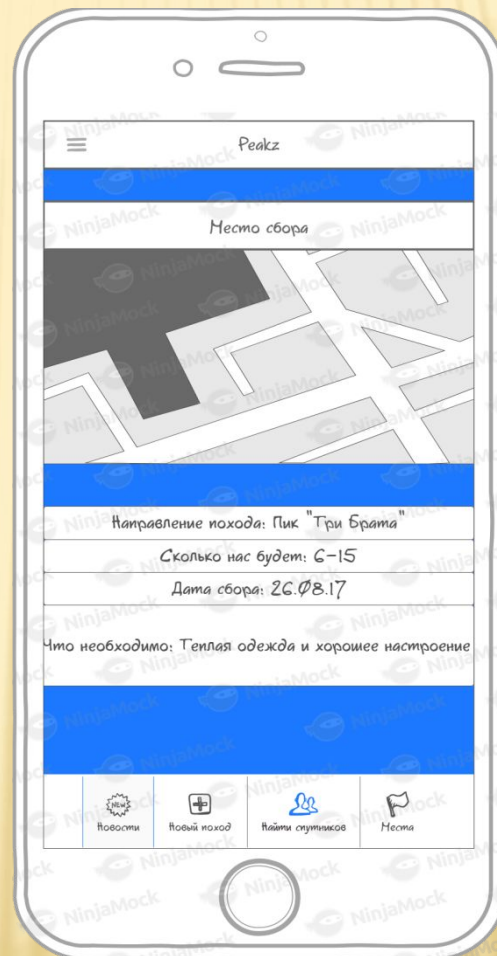 Peakz
Место сбора
Направление похода: Пик "Три Брата"
Сколько нас будет: 6-15
Дата сбора: 26.08.17
Что необходимо: Теплая одежда и хорошее настроение
NEW
Новости
Новый поход
Найти спутников
Места
NinjaMock